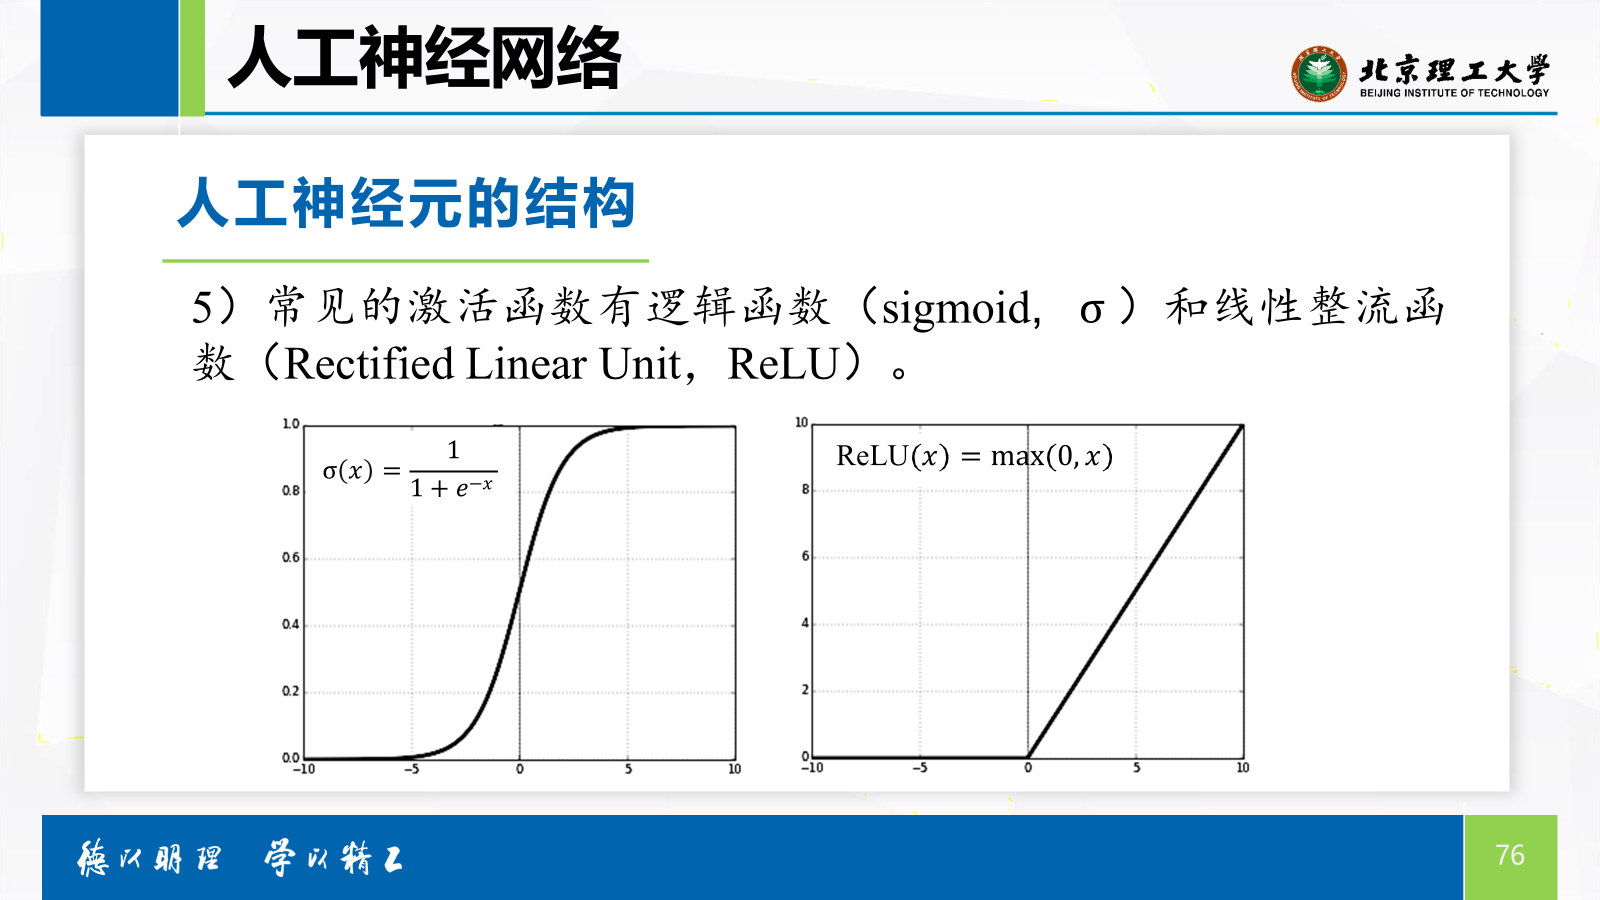 人工神经网络
北京理工大学
BEIJING INSTITUTE OF TECHNOLOGY
人工神经元的结构
5）常见的激活函数有逻辑函数（sigmoid, σ ）和线性整流函
数（Rectified Linear Unit，ReLU）。
σ(x) = 1 / (1 + e^{−x})
1.0
0.8
0.6
0.4
0.2
0.0
−10 −5 0 5 10
ReLU(x) = max(0, x)
10
8
6
4
2
0
−10 −5 0 5 10
德以明理 学以精工
76